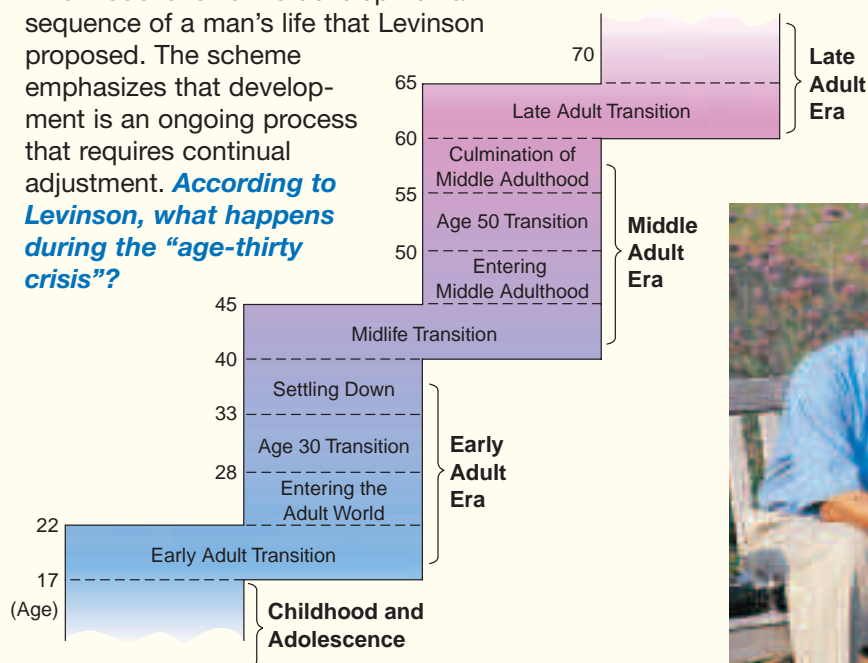 sequence of a man's life that Levinson
proposed. The scheme
emphasizes that develop-
ment is an ongoing process
that requires continual
adjustment. According to
Levinson, what happens
during the "age-thirty
crisis"?
70
Late
Adult
Era
65
Late Adult Transition
60
Culmination of
Middle Adulthood
55
Age 50 Transition
50
Middle
Adult
Era
Entering
Middle Adulthood
45
Midlife Transition
40
Settling Down
33
Age 30 Transition
28
Early
Adult
Era
Entering the
Adult World
22
Early Adult Transition
17
(Age)
Childhood and
Adolescence